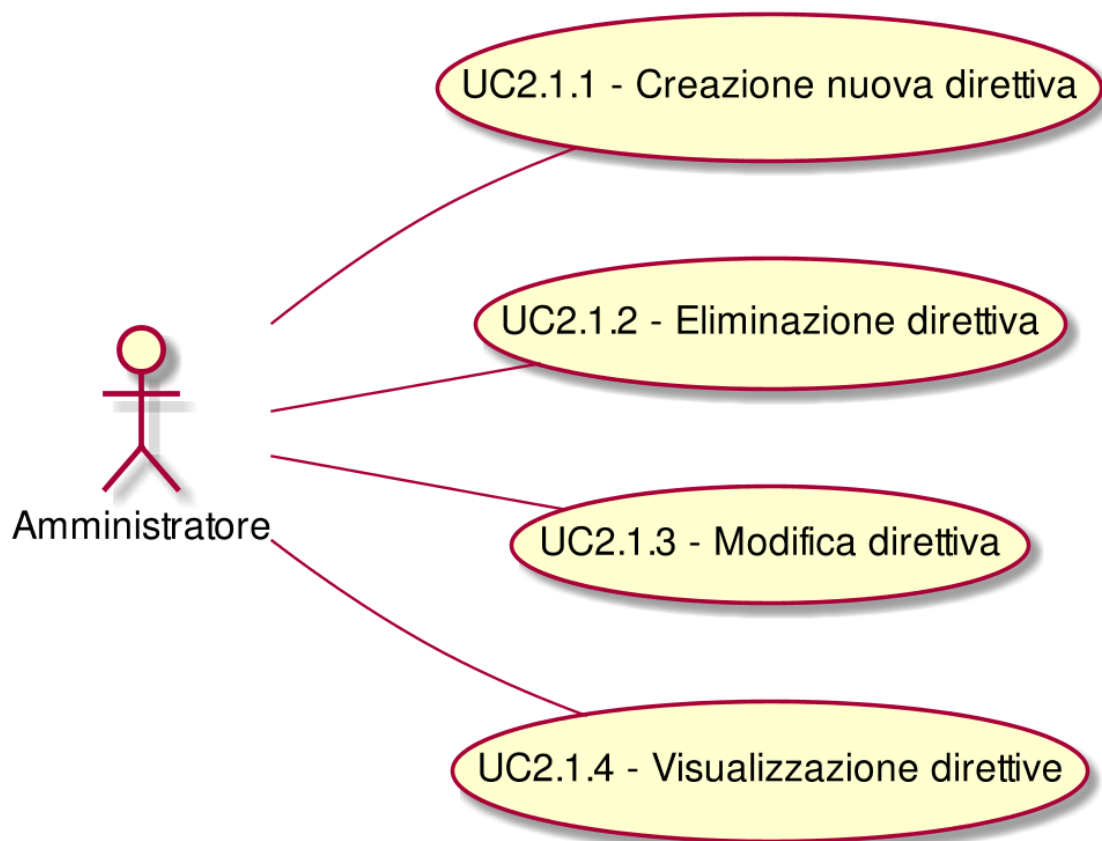 UC2.1.1 - Creazione nuova direttiva
UC2.1.2 - Eliminazione direttiva
Amministratore
UC2.1.3 - Modifica direttiva
UC2.1.4 - Visualizzazione direttive